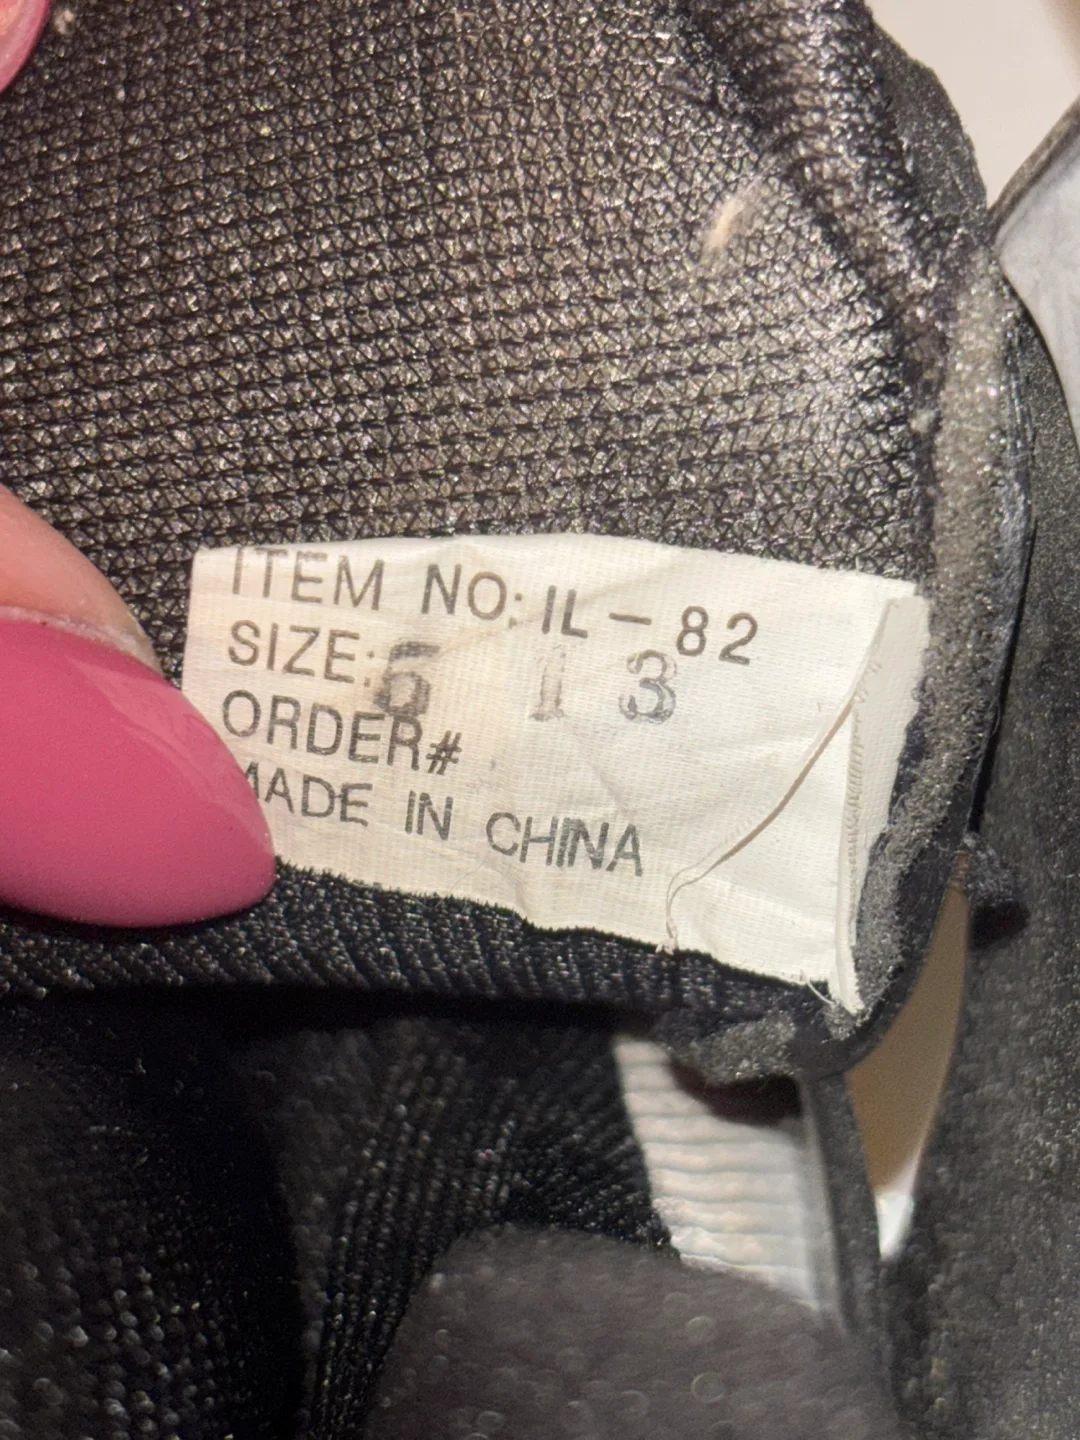 ITEM NO: IL-82
SIZE: 5 1 3
ORDER#
MADE IN CHINA